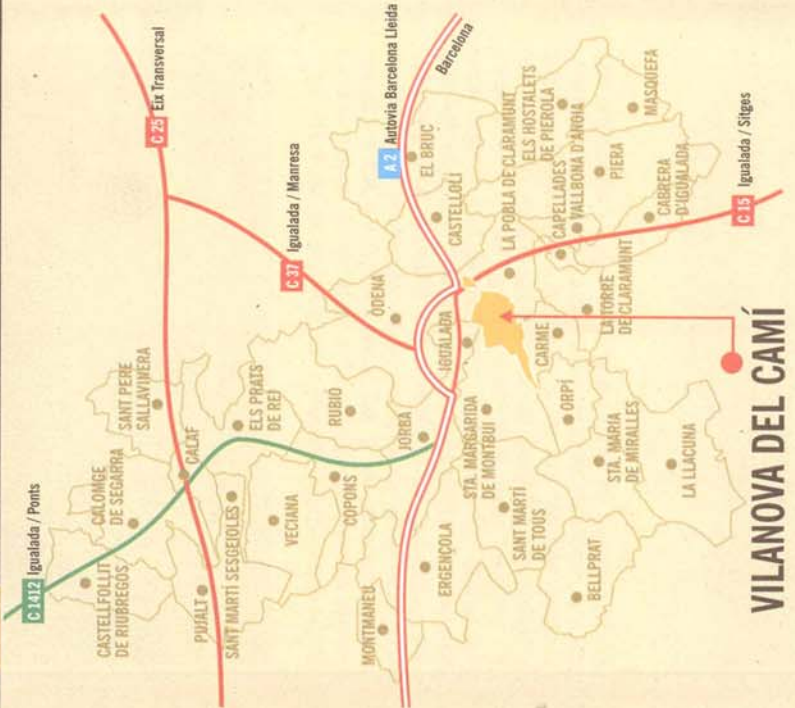 C 1412 Igualada / Ponts
C 25 Eix Transversal
C 37 Igualada / Manresa
A 2 Autovia Barcelona Lleida
Barcelona
C 15 Igualada / Sitges
CASTELLFOLLIT
DE RIUBREGOS
CALONGE
DE SEGARRA
SANT PERE
SALLAVINERA
PUJALT
SANT MARTÍ SESGEIOLES
CALAF
ELS PRATS
DE REI
VECIANA
COPONS
RUBIÓ
JORBA
MONTMANEU
ERGENÇOLA
ÒDENA
IGUALADA
CASTELLOLÍ
EL BRUC
STA. MARGARIDA
DE MONTBUI
SANT MARTÍ
DE TOUS
BELLPRAT
ORPÍ
CARME
STA. MARIA
DE MIRALLES
LA LLACUNA
LA TORRE
DE CLARAMUNT
LA POBLA DE CLARAMUNT
CAPELLADES
VALLBONA D'ANOIA
ELS HOSTALETS
DE PIEROLA
PIERA
MASQUEFA
CABRERA
D'IGUALADA
VILANOVA DEL CAMÍ